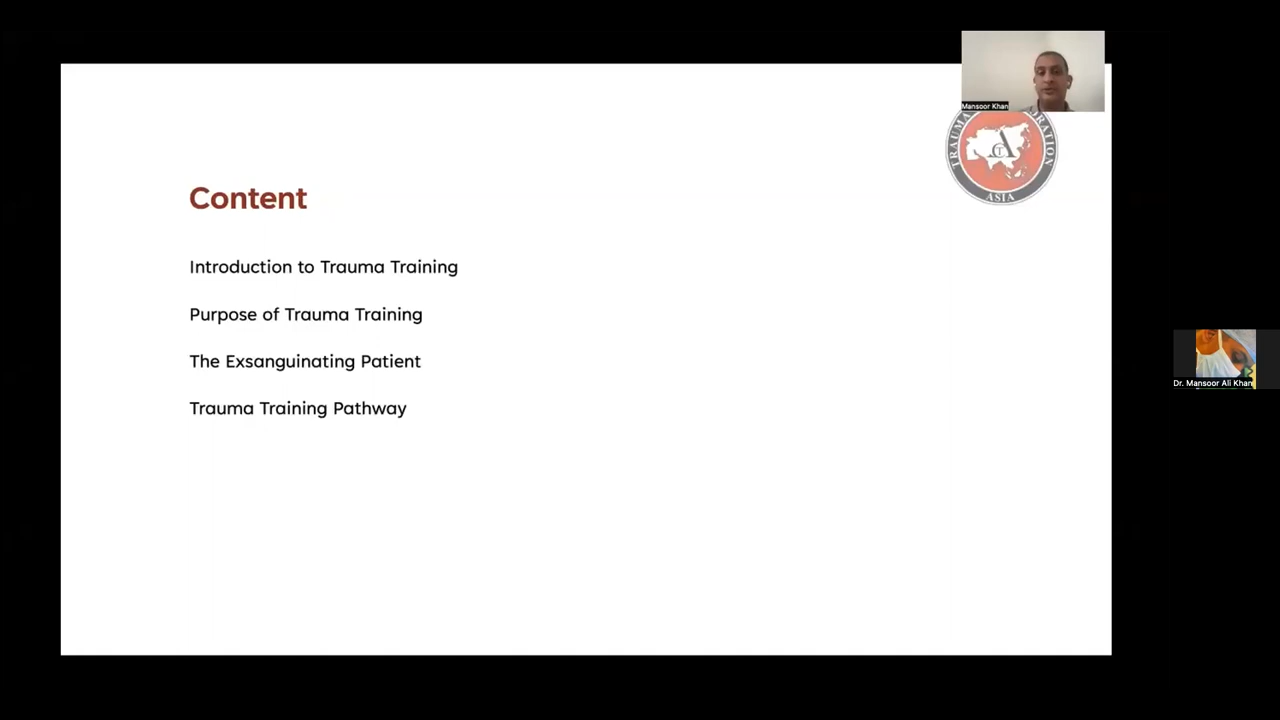 Mansoor Khan
TRAUMA
ASIA
Content
Introduction to Trauma Training
Purpose of Trauma Training
The Exsanguinating Patient
Trauma Training Pathway
Dr. Mansoor Ali Khan